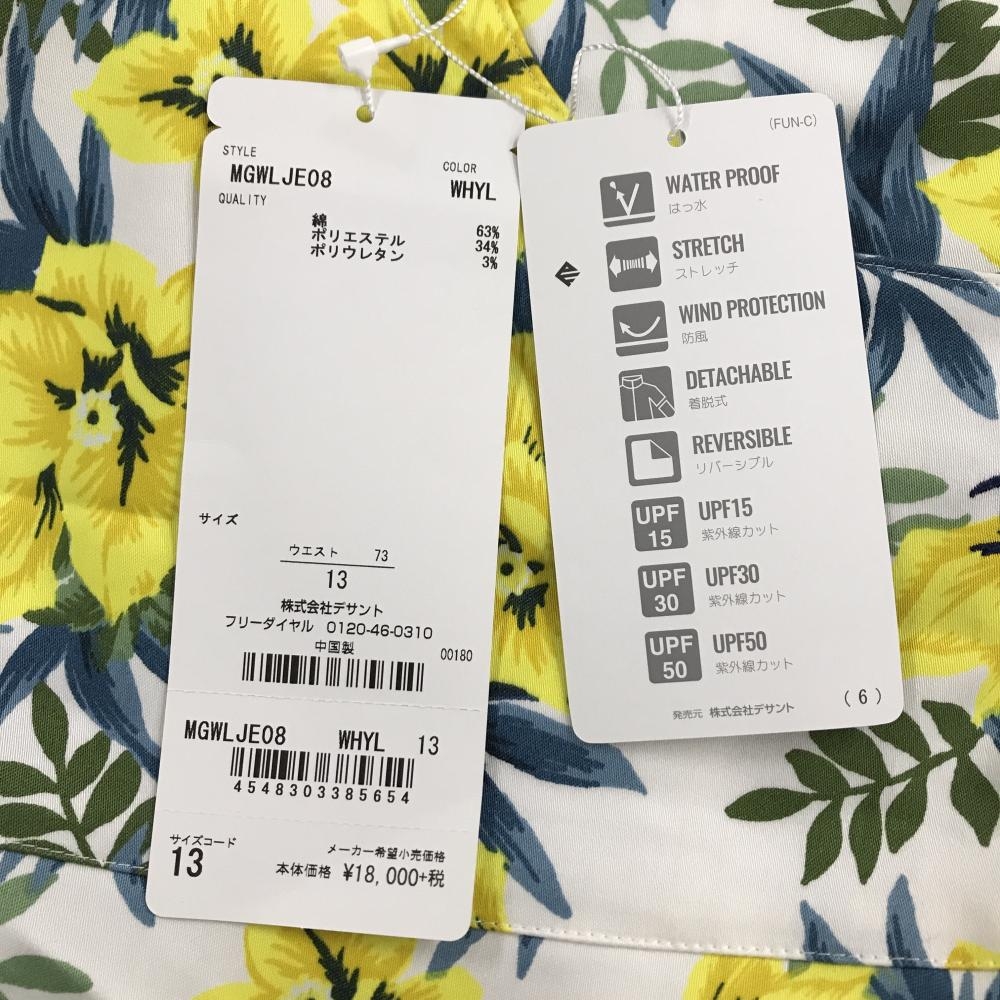 STYLE
COLOR
MGWLJE08
WHYL
QUALITY
綿 63%
ポリエステル 34%
ポリウレタン 3%
サイズ
ウエスト 73
13
株式会社デサント
フリーダイヤル 0120-46-0310
中国製
00180
MGWLJE08 WHYL 13
4548303385654
サイズコード
13
メーカー希望小売価格
本体価格 ¥18,000+税
(FUN-C)
WATER PROOF
はっ水
STRETCH
ストレッチ
WIND PROTECTION
防風
DETACHABLE
着脱式
REVERSIBLE
リバーシブル
UPF 15
UPF15
紫外線カット
UPF 30
UPF30
紫外線カット
UPF 50
UPF50
紫外線カット
発売元 株式会社デサント
(6)